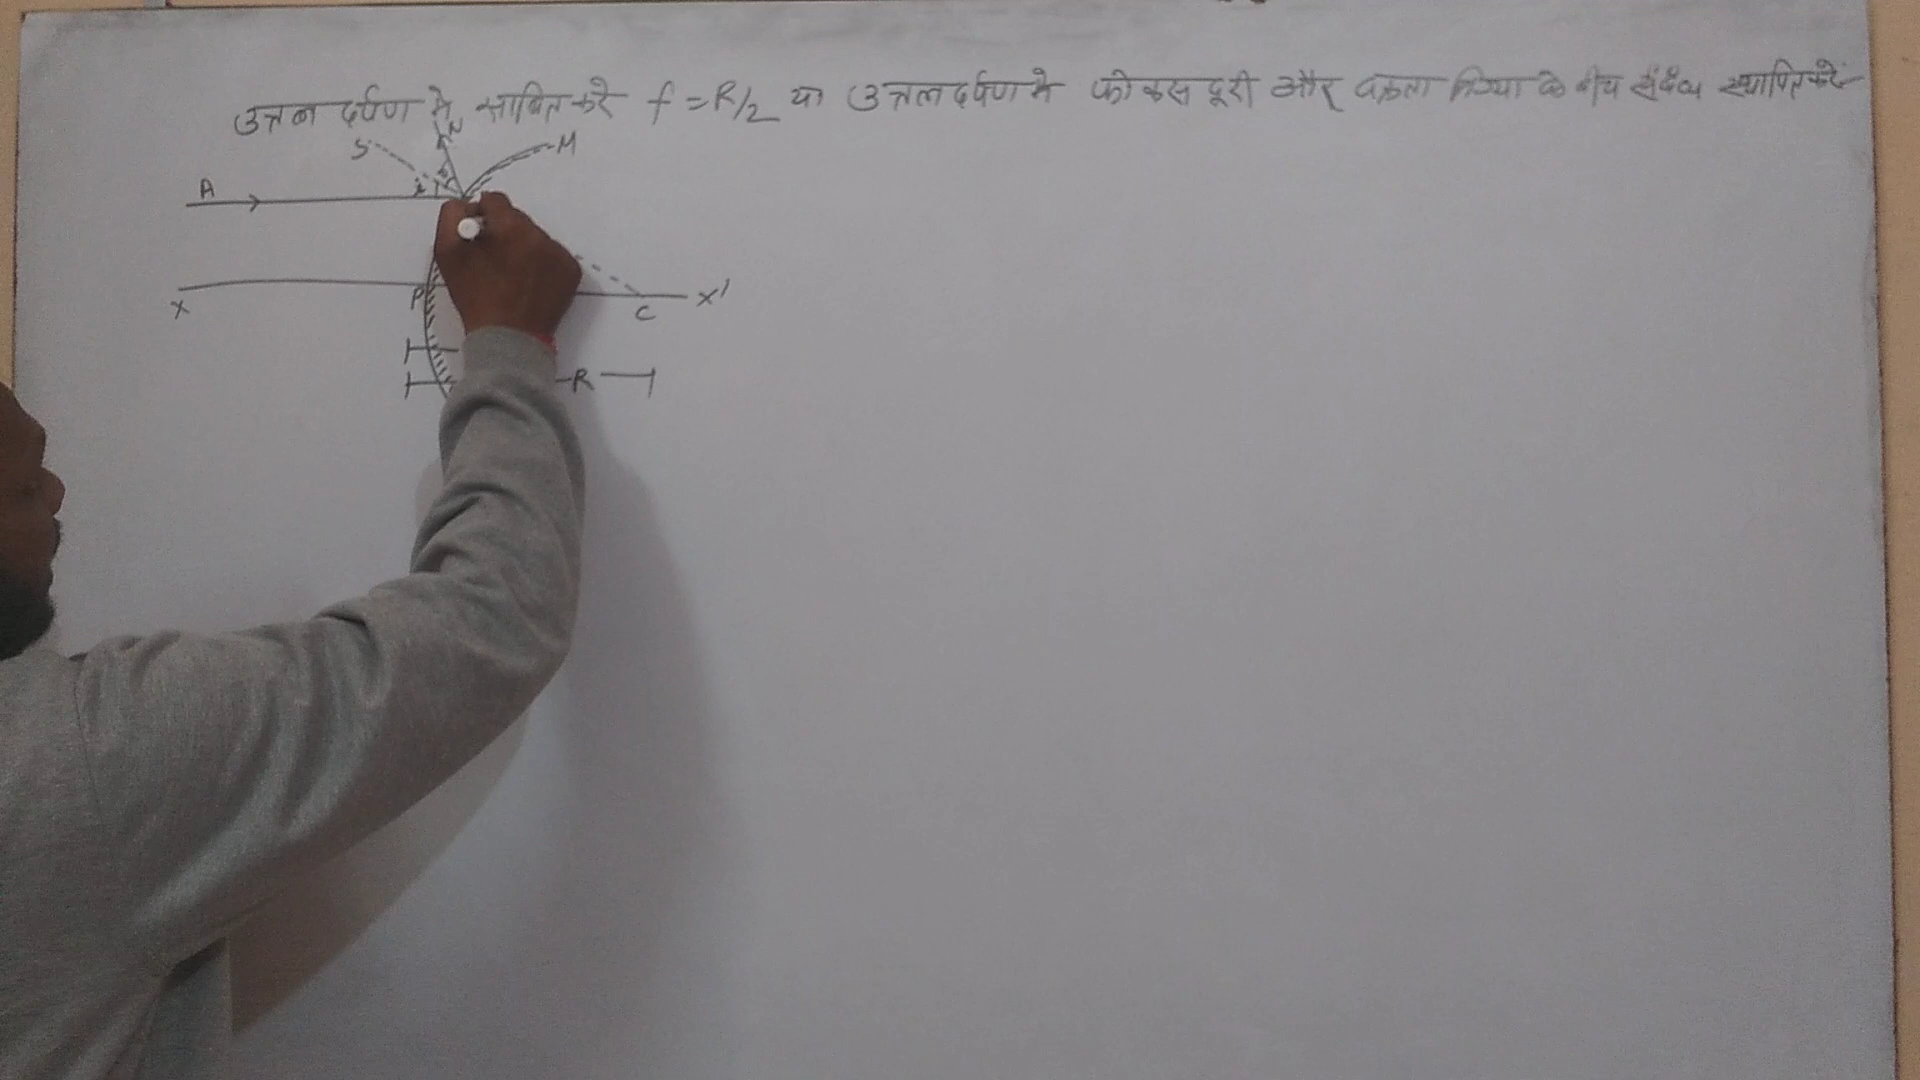 उत्तल दर्पण मे साबित करे f = R/2 या उत्तल दर्पण मे फोकस दूरी और वक्रता त्रिज्या के बीच संबंध स्थापित करें
S N M
A i
X P C X'
R